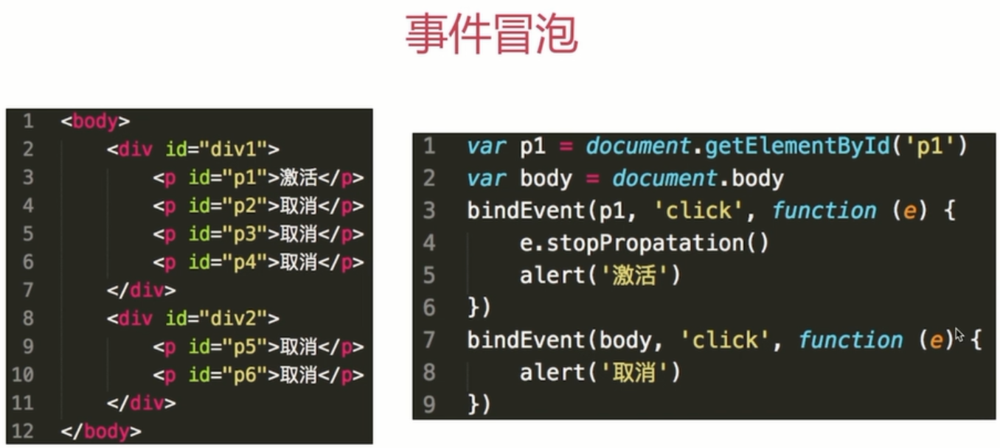 事件冒泡
1 <body>
2 <div id="div1">
3 <p id="p1">激活</p>
4 <p id="p2">取消</p>
5 <p id="p3">取消</p>
6 <p id="p4">取消</p>
7 </div>
8 <div id="div2">
9 <p id="p5">取消</p>
10 <p id="p6">取消</p>
11 </div>
12 </body>
1 var p1 = document.getElementById('p1')
2 var body = document.body
3 bindEvent(p1, 'click', function (e) {
4 e.stopPropatation()
5 alert('激活')
6 })
7 bindEvent(body, 'click', function (e) {
8 alert('取消')
9 })